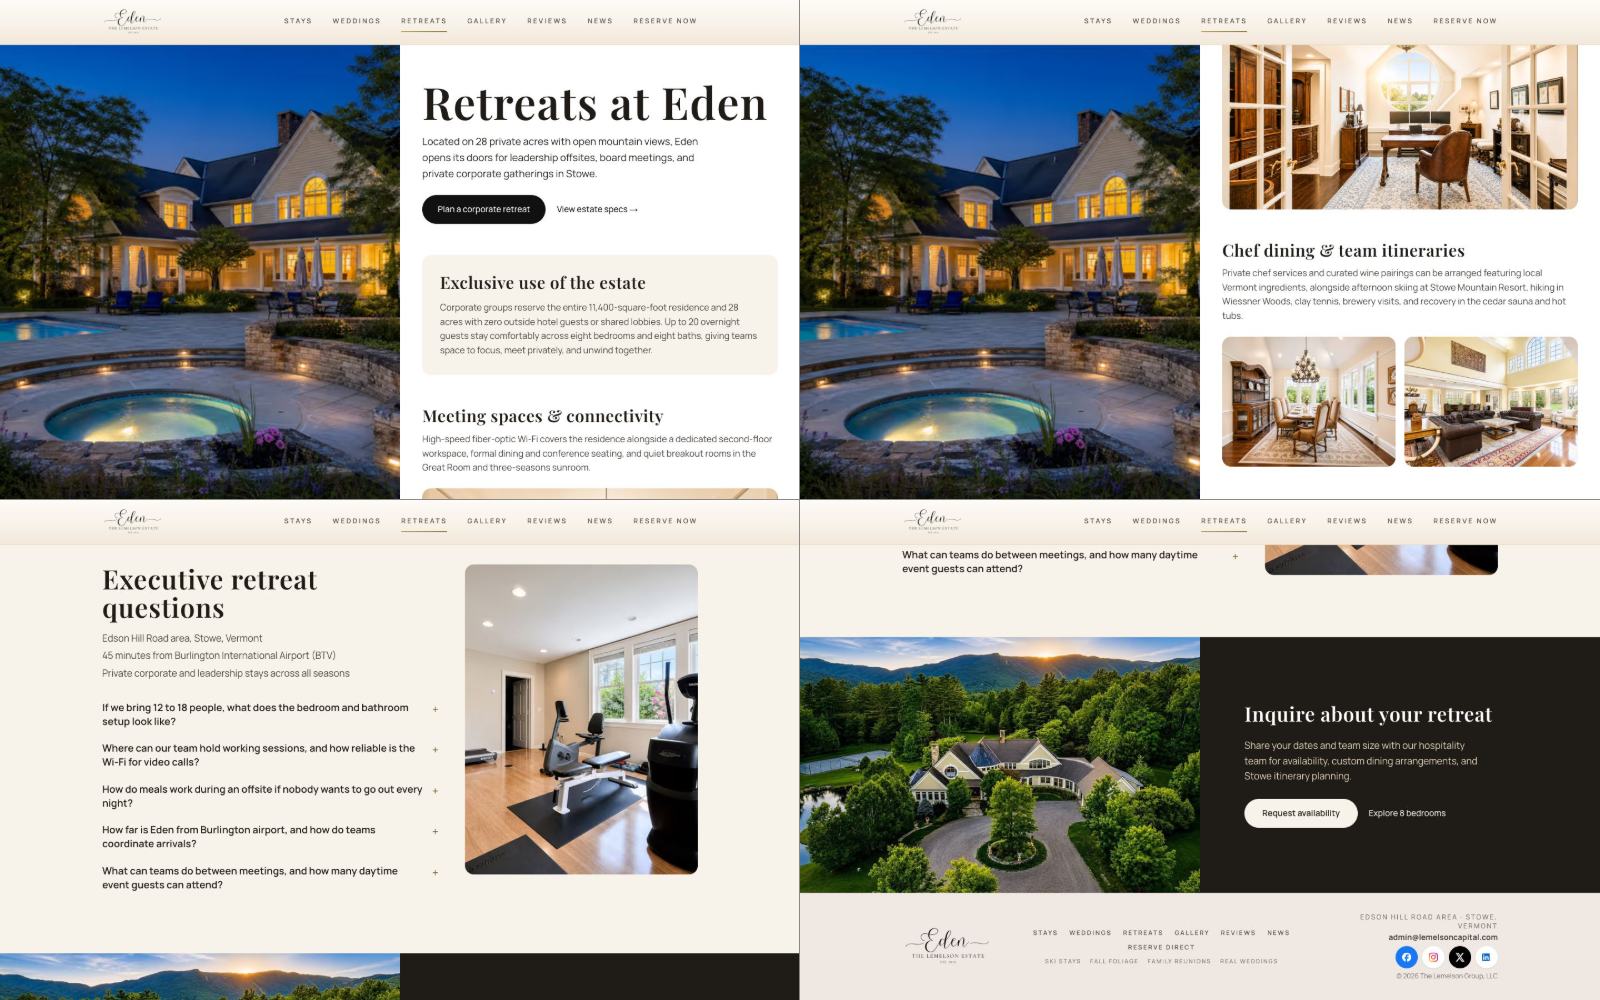 Eden
THE LEMELSON ESTATE
STAYS WEDDINGS RETREATS GALLERY REVIEWS NEWS RESERVE NOW
Retreats at Eden
Located on 28 private acres with open mountain views, Eden
opens its doors for leadership offsites, board meetings, and
private corporate gatherings in Stowe.
Plan a corporate retreat View estate specs →
Exclusive use of the estate
Corporate groups reserve the entire 11,400-square-foot residence and 28
acres with zero outside hotel guests or shared lobbies. Up to 20 overnight
guests stay comfortably across eight bedrooms and eight baths, giving teams
space to focus, meet privately, and unwind together.
Meeting spaces & connectivity
High-speed fiber-optic Wi-Fi covers the residence alongside a dedicated second-floor
workspace, formal dining and conference seating, and quiet breakout rooms in the
Great Room and three-seasons sunroom.
Eden
THE LEMELSON ESTATE
STAYS WEDDINGS RETREATS GALLERY REVIEWS NEWS RESERVE NOW
Chef dining & team itineraries
Private chef services and curated wine pairings can be arranged featuring local
Vermont ingredients, alongside afternoon skiing at Stowe Mountain Resort, hiking in
Wiessner Woods, clay tennis, brewery visits, and recovery in the cedar sauna and hot
tubs.
Eden
THE LEMELSON ESTATE
STAYS WEDDINGS RETREATS GALLERY REVIEWS NEWS RESERVE NOW
Executive retreat
questions
Edson Hill Road area, Stowe, Vermont
45 minutes from Burlington International Airport (BTV)
Private corporate and leadership stays across all seasons
If we bring 12 to 18 people, what does the bedroom and bathroom +
setup look like?
Where can our team hold working sessions, and how reliable is the +
Wi-Fi for video calls?
How do meals work during an offsite if nobody wants to go out every +
night?
How far is Eden from Burlington airport, and how do teams +
coordinate arrivals?
What can teams do between meetings, and how many daytime +
event guests can attend?
Eden
THE LEMELSON ESTATE
STAYS WEDDINGS RETREATS GALLERY REVIEWS NEWS RESERVE NOW
What can teams do between meetings, and how many daytime +
event guests can attend?
Inquire about your retreat
Share your dates and team size with our hospitality
team for availability, custom dining arrangements, and
Stowe itinerary planning.
Request availability Explore 8 bedrooms
Eden
THE LEMELSON ESTATE
STAYS WEDDINGS RETREATS GALLERY REVIEWS NEWS
RESERVE DIRECT
SKI STAYS FALL FOLIAGE FAMILY REUNIONS REAL WEDDINGS
EDSON HILL ROAD AREA · STOWE,
VERMONT
admin@lemelsoncapital.com
© 2026 The Lemelson Group, LLC